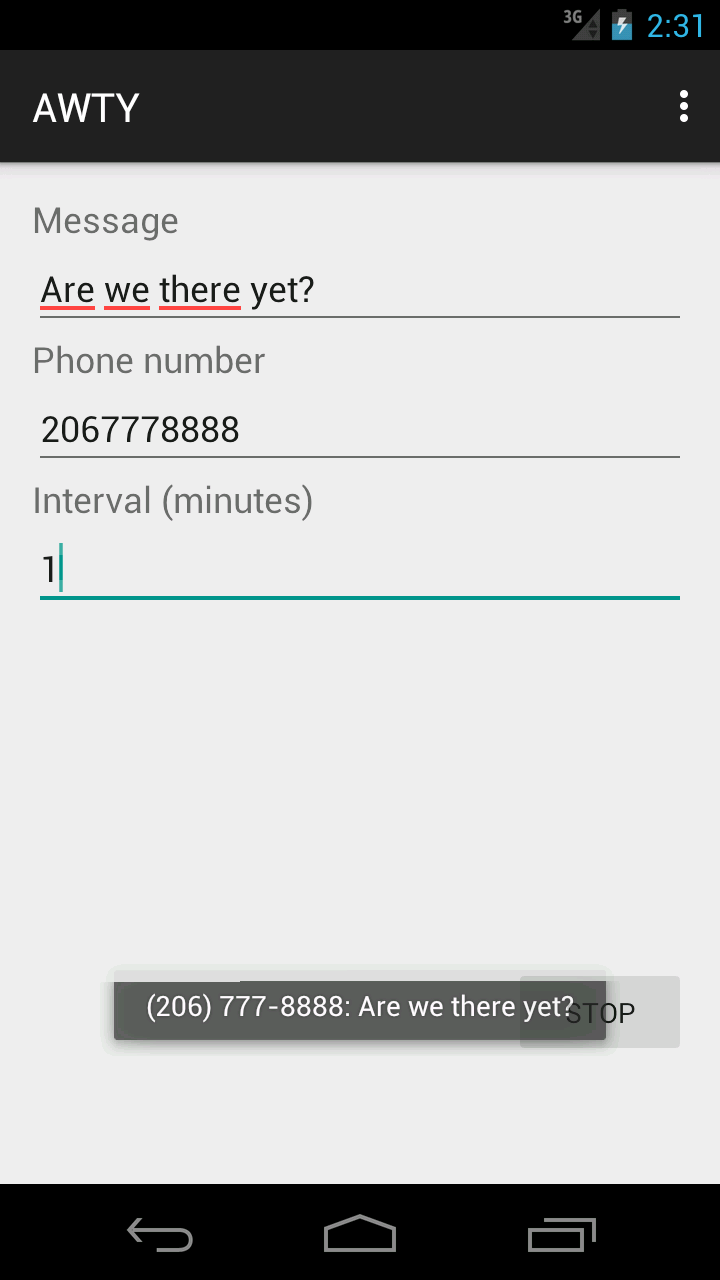 3G 2:31
AWTY
Message
Are we there yet?
Phone number
2067778888
Interval (minutes)
1
(206) 777-8888: Are we there yet?
STOP